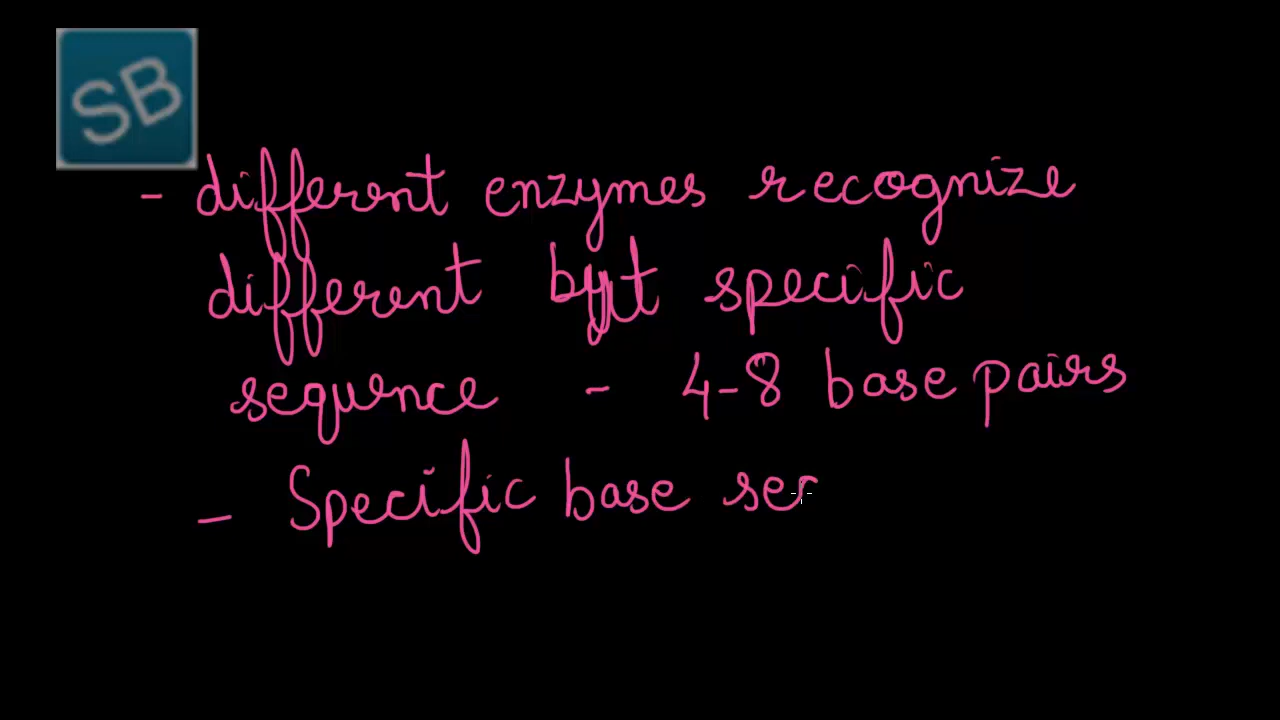 SB
- different enzymes recognize
different but specific
sequence - 4-8 base pairs
- Specific base se